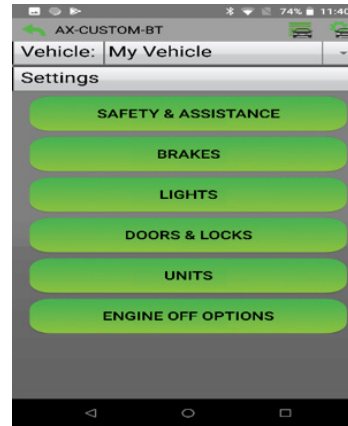 74% 11:40
AX-CUSTOM-BT
Vehicle: My Vehicle
Settings
SAFETY & ASSISTANCE
BRAKES
LIGHTS
DOORS & LOCKS
UNITS
ENGINE OFF OPTIONS